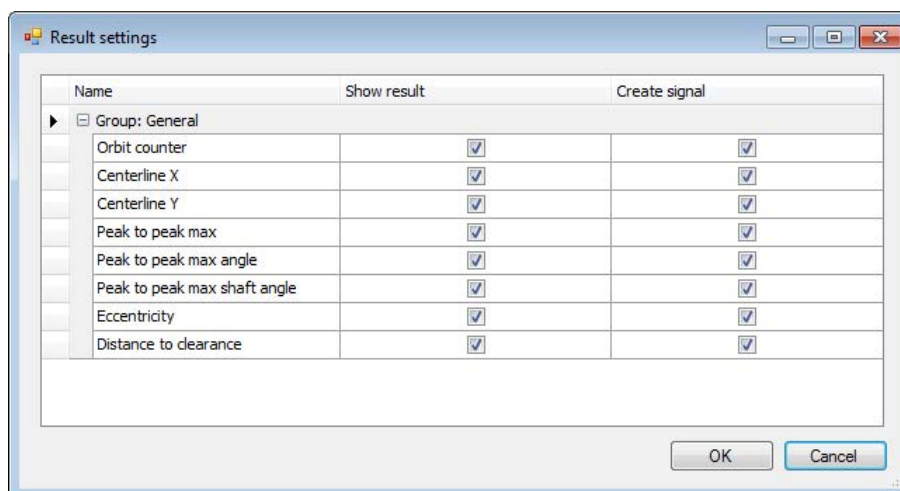 Result settings
Name Show result Create signal
Group: General
Orbit counter
Centerline X
Centerline Y
Peak to peak max
Peak to peak max angle
Peak to peak max shaft angle
Eccentricity
Distance to clearance
OK Cancel